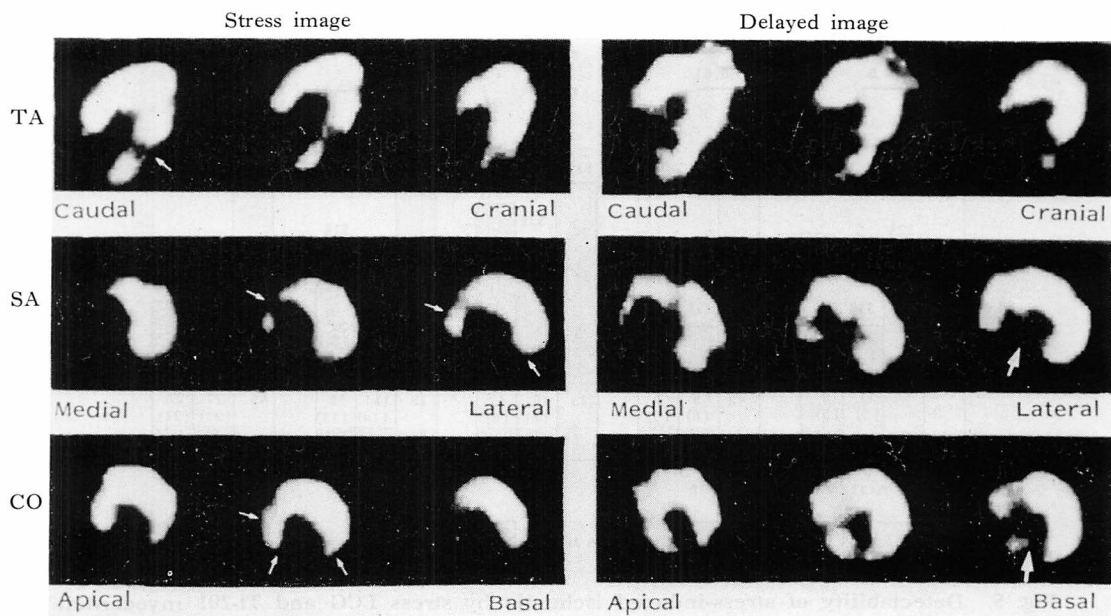 Stress image
Delayed image
TA
Caudal
Cranial
Caudal
Cranial
SA
Medial
Lateral
Medial
Lateral
CO
Apical
Basal
Apical
Basal